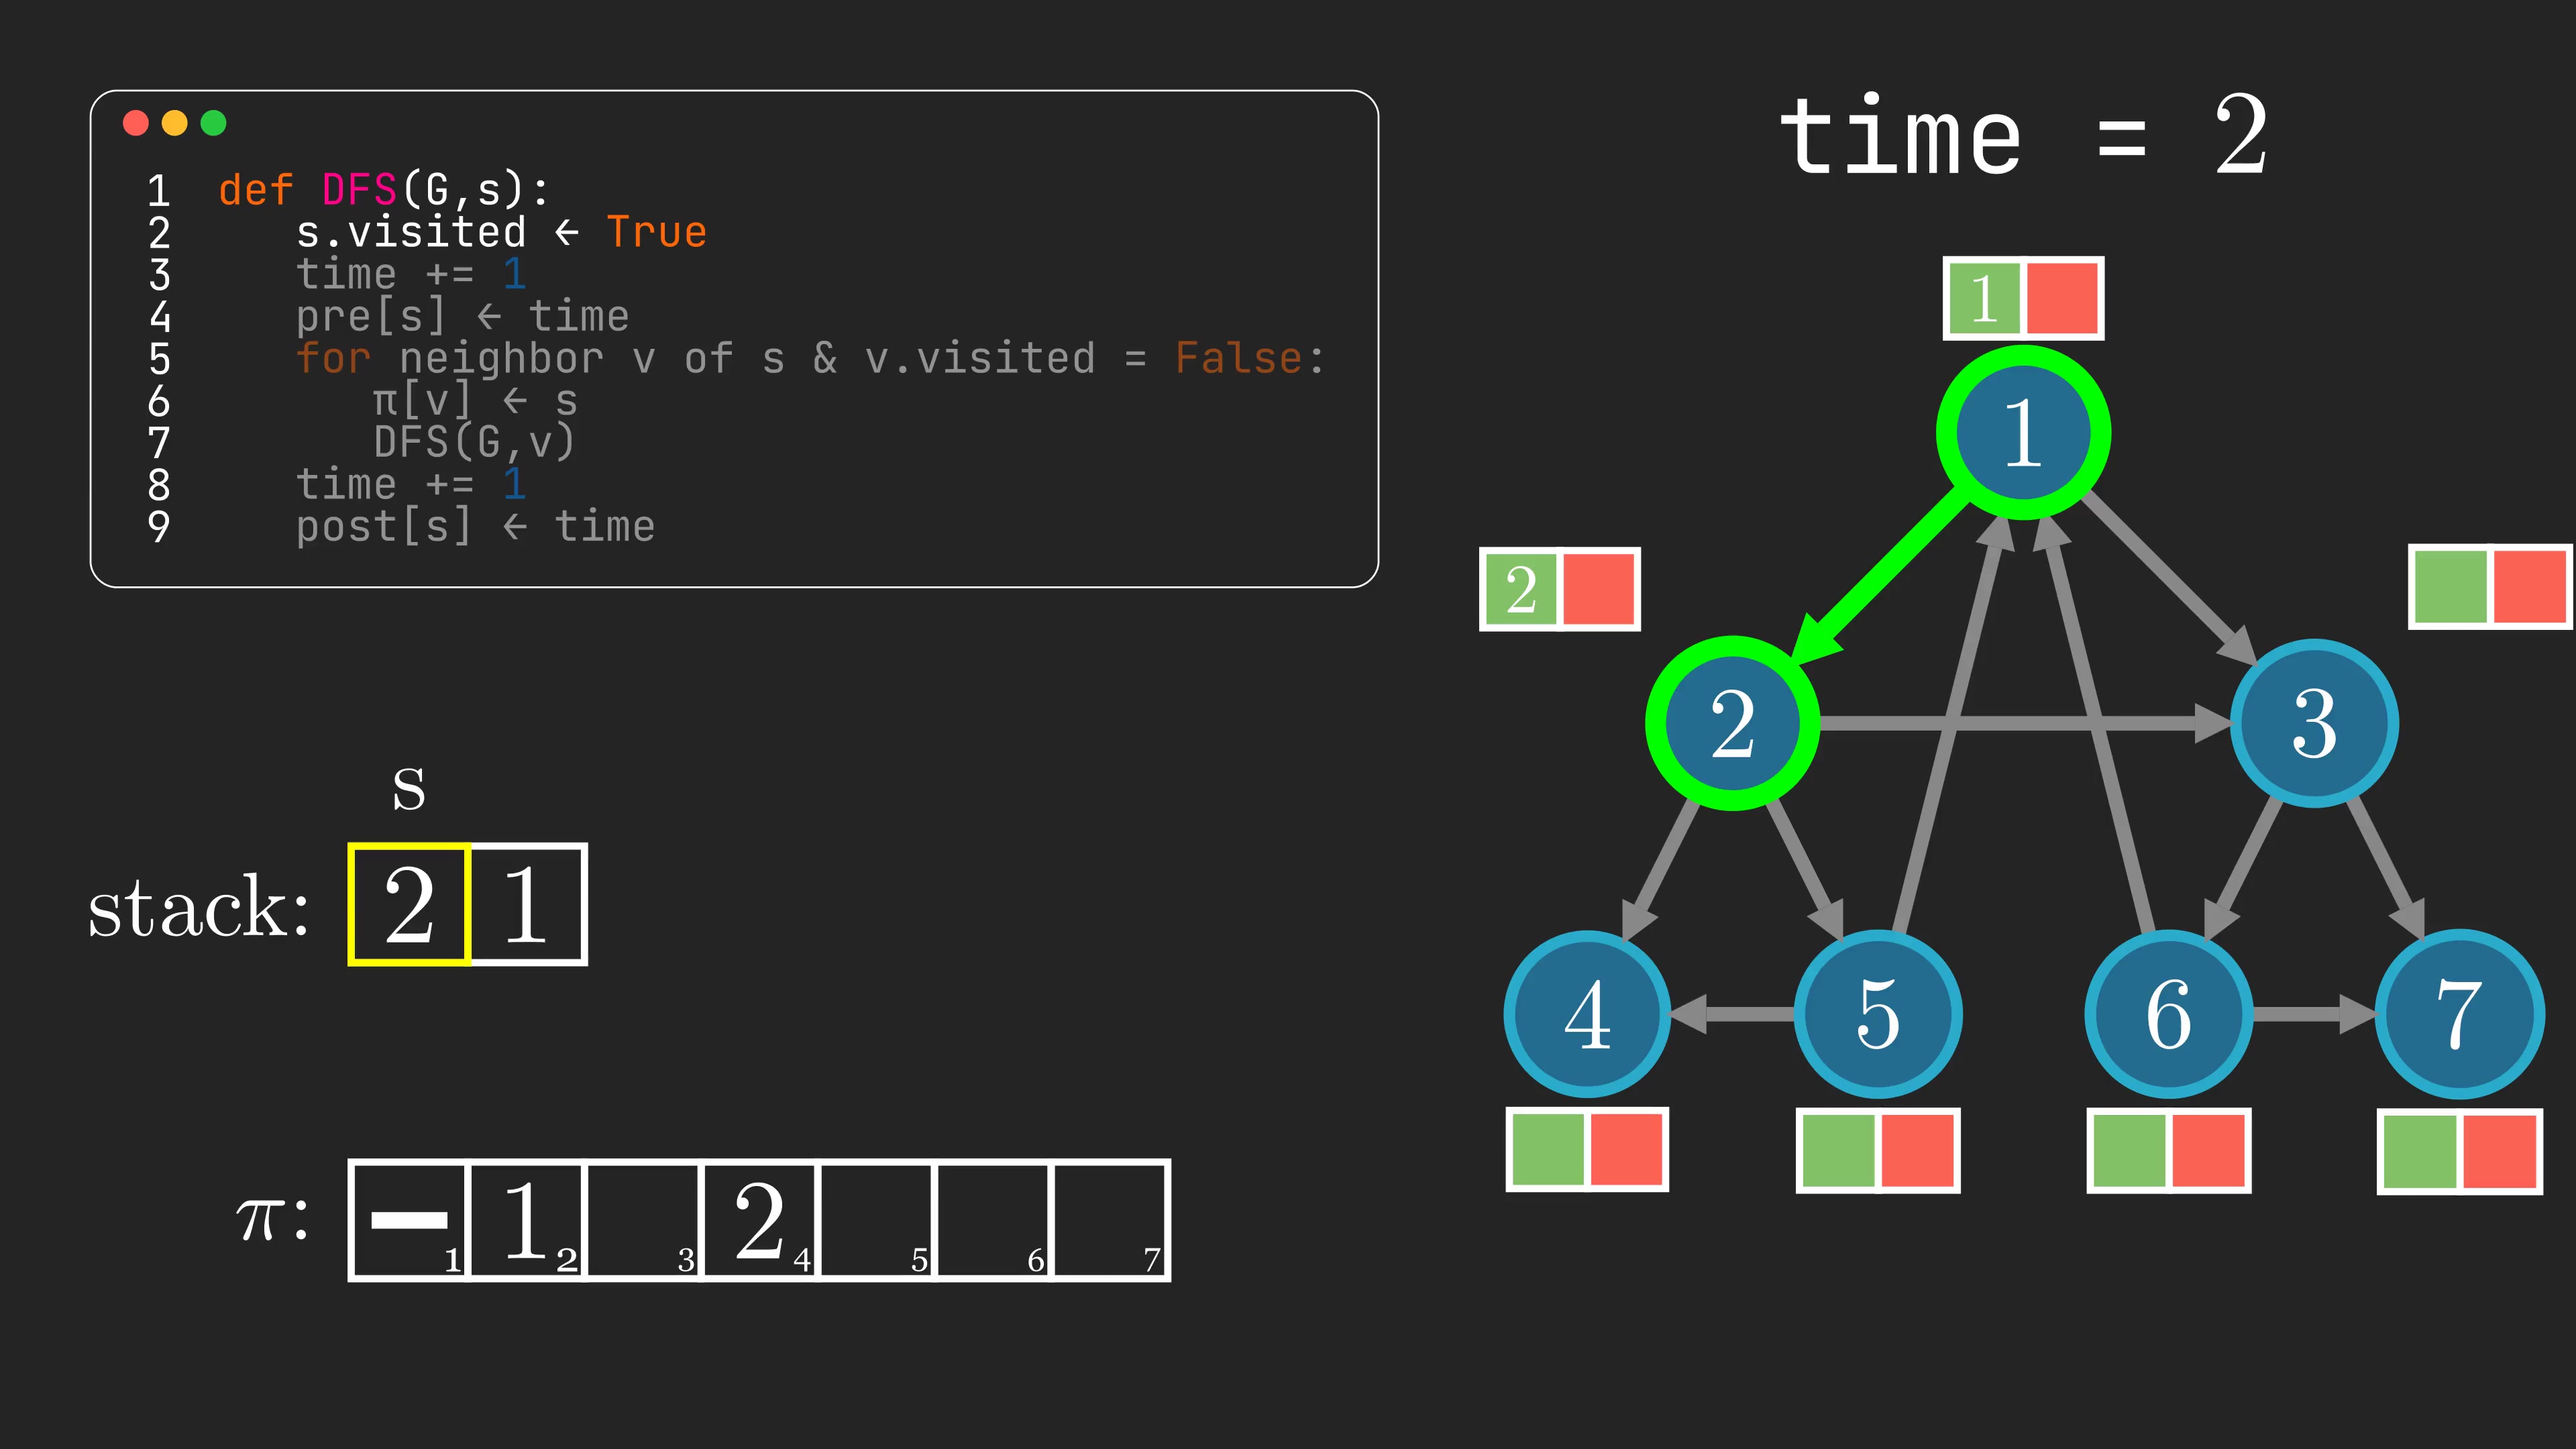 time = 2
1 def DFS(G,s):
2 s.visited ← True
3 time += 1
4 pre[s] ← time
5 for neighbor v of s & v.visited = False:
6 π[v] ← s
7 DFS(G,v)
8 time += 1
9 post[s] ← time
1
1
2
2
3
4
5
6
7
s
stack: 2 1
π: – 1 2
1 2 3 4 5 6 7